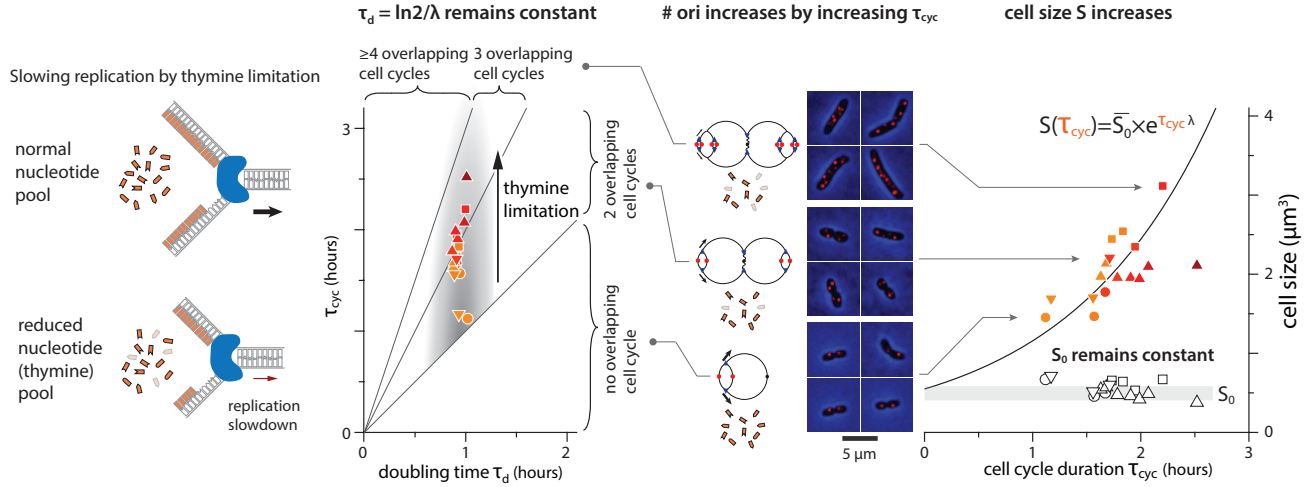 τd = ln2/λ remains constant
# ori increases by increasing τcyc
cell size S increases
Slowing replication by thymine limitation
normal
nucleotide
pool
reduced
nucleotide
(thymine)
pool
replication
slowdown
≥4 overlapping
cell cycles
3 overlapping
cell cycles
3
0
τcyc (hours)
thymine
limitation
2 overlapping
cell cycles
no overlapping
cell cycle
0
1
2
doubling time τd (hours)
5 μm
S(τcyc)=S̅0×e^τcyc λ
S0 remains constant
S0
4
2
0
cell size (μm³)
0
1
2
3
cell cycle duration τcyc (hours)